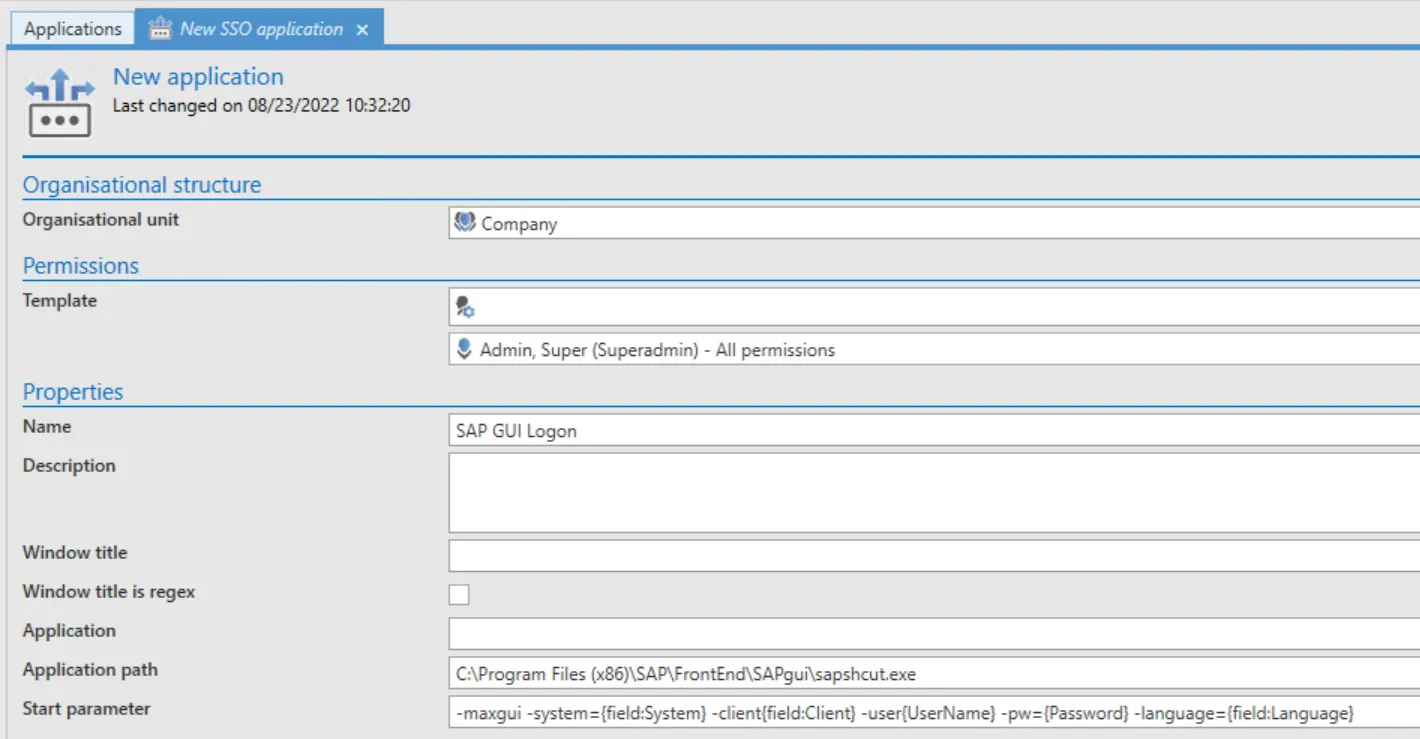 Applications New SSO application ×
New application
Last changed on 08/23/2022 10:32:20
Organisational structure
Organisational unit Company
Permissions
Template
Admin, Super (Superadmin) - All permissions
Properties
Name SAP GUI Logon
Description
Window title
Window title is regex
Application
Application path C:\Program Files (x86)\SAP\FrontEnd\SAPgui\sapshcut.exe
Start parameter -maxgui -system={field:System} -client{field:Client} -user{UserName} -pw={Password} -language={field:Language}